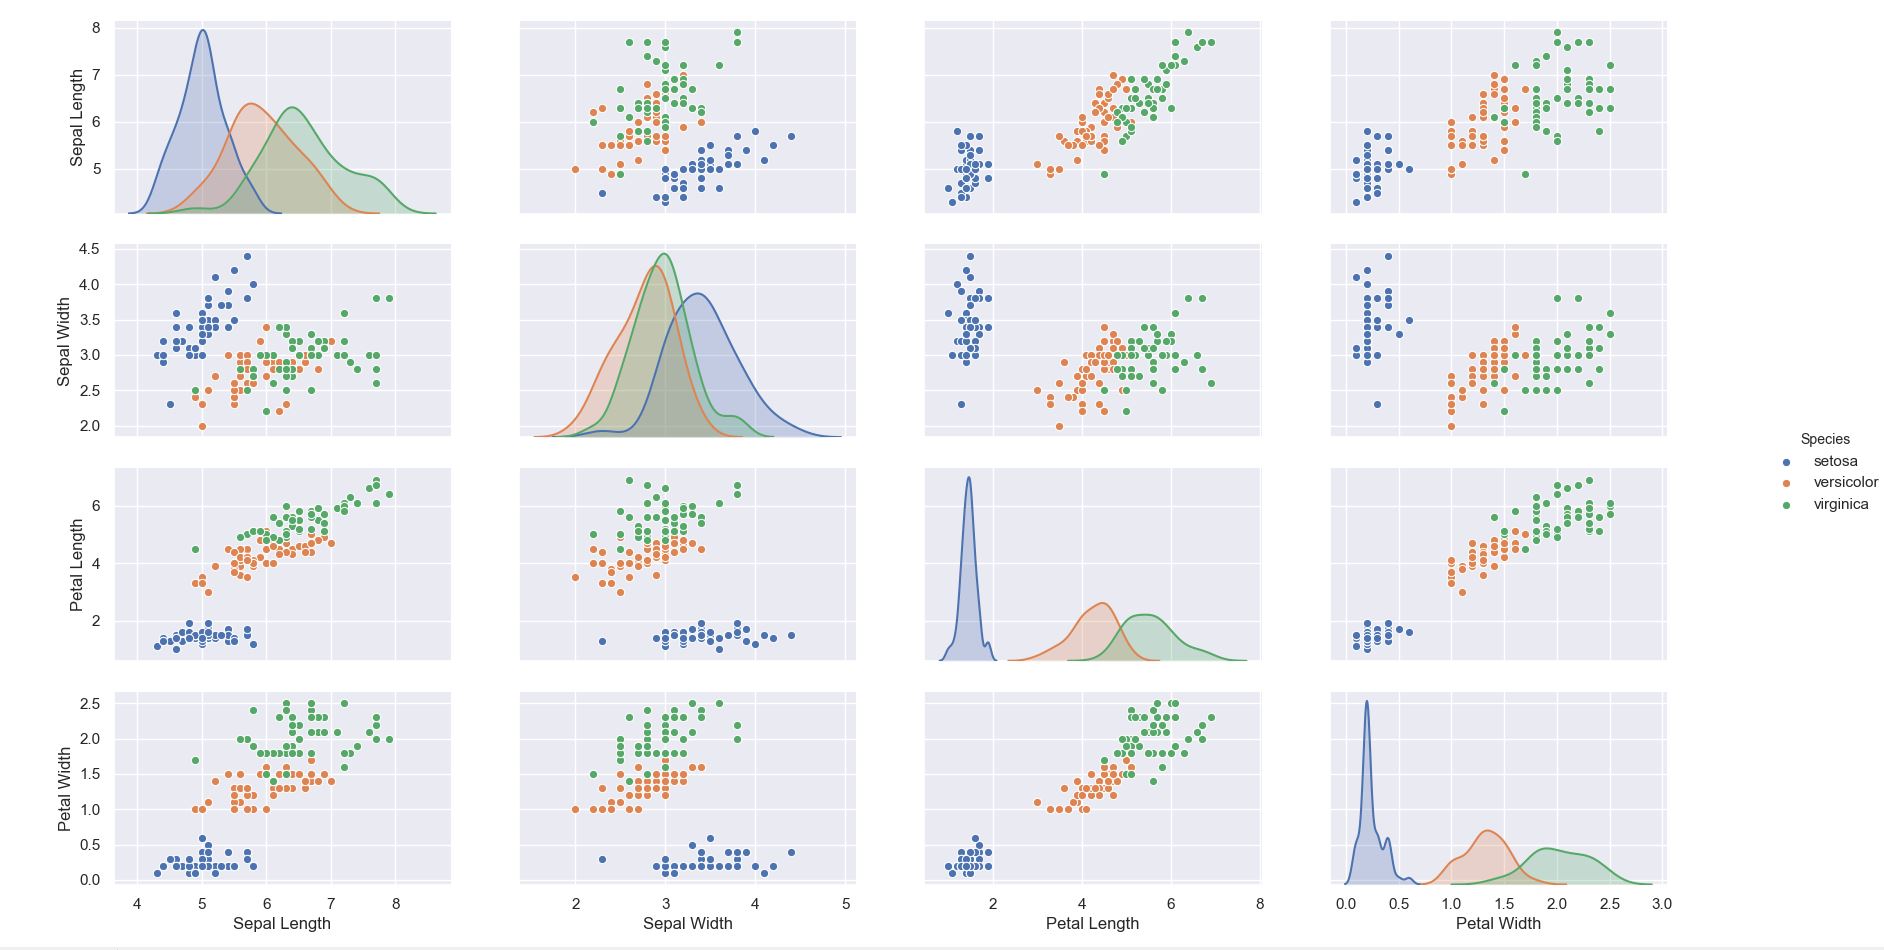 8
7
6
5
Sepal Length
4.5
4.0
3.5
3.0
2.5
2.0
Sepal Width
6
4
2
Petal Length
2.5
2.0
1.5
1.0
0.5
0.0
Petal Width
4 5 6 7 8
Sepal Length
2 3 4 5
Sepal Width
2 4 6 8
Petal Length
0.0 0.5 1.0 1.5 2.0 2.5 3.0
Petal Width
Species
setosa
versicolor
virginica